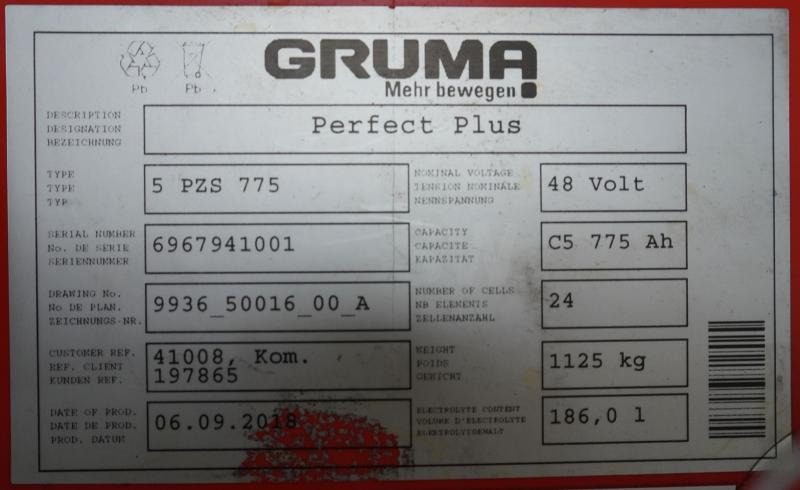 GRUMA
Mehr bewegen
Pb Pb
DESCRIPTION
DESIGNATION
BEZEICHNUNG
Perfect Plus
TYPE
TYPE
TYP
5 PZS 775
NOMINAL VOLTAGE
TENSION NOMINALE
NENNSPANNUNG
48 Volt
SERIAL NUMBER
No. DE SERIE
SERIENNUMMER
6967941001
CAPACITY
CAPACITE
KAPAZITAT
C5 775 Ah
DRAWING No.
No DE PLAN.
ZEICHNUNGS-NR.
9936_50016_00_A
NUMBER OF CELLS
NB ELEMENTS
ZELLENANZAHL
24
CUSTOMER REF.
REF. CLIENT
KUNDEN REF.
41008, Kom.
197865
WEIGHT
POIDS
GEWICHT
1125 kg
DATE OF PROD.
DATE DE PROD.
PROD. DATUM
06.09.2018
ELECTROLYTE CONTENT
VOLUME D'ELECTROLYTE
ELEKTROLYTGEHALT
186,0 l